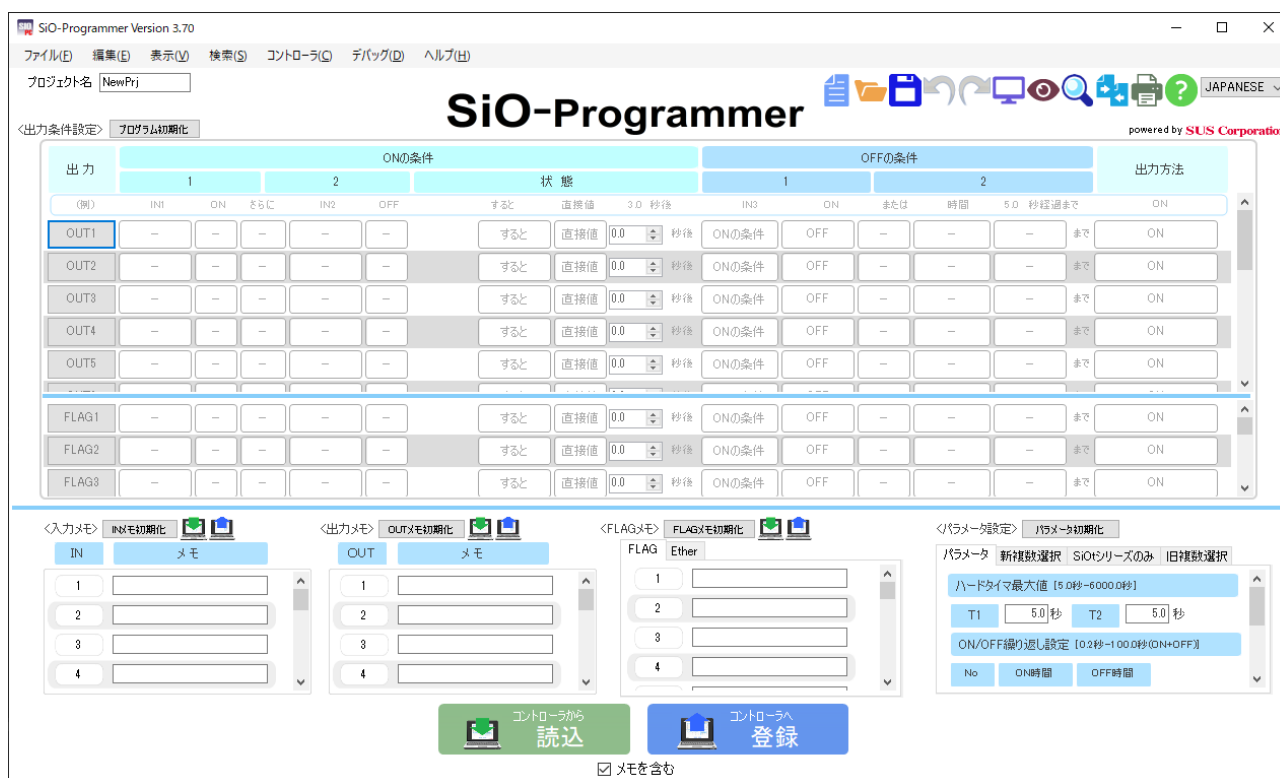 SiO-Programmer Version 3.70
ファイル(F) 編集(E) 表示(V) 検索(S) コントローラ(C) デバッグ(D) ヘルプ(H)
プロジェクト名 NewPrj
JAPANESE
SiO-Programmer
powered by SUS Corporation
<出力条件設定> プログラム初期化
出力 ONの条件 OFFの条件 出力方法
1 2 状態 1 2
(例) IN1 ON さらに IN2 OFF すると 直接値 3.0 秒後 IN3 ON または 時間 5.0 秒経過まで ON
OUT1 − − − − − すると 直接値 0.0 秒後 ONの条件 OFF − − − まで ON
OUT2 − − − − − すると 直接値 0.0 秒後 ONの条件 OFF − − − まで ON
OUT3 − − − − − すると 直接値 0.0 秒後 ONの条件 OFF − − − まで ON
OUT4 − − − − − すると 直接値 0.0 秒後 ONの条件 OFF − − − まで ON
OUT5 − − − − − すると 直接値 0.0 秒後 ONの条件 OFF − − − まで ON
FLAG1 − − − − − すると 直接値 0.0 秒後 ONの条件 OFF − − − まで ON
FLAG2 − − − − − すると 直接値 0.0 秒後 ONの条件 OFF − − − まで ON
FLAG3 − − − − − すると 直接値 0.0 秒後 ONの条件 OFF − − − まで ON
<入力メモ> INメモ初期化
IN メモ
1
2
3
4
<出力メモ> OUTメモ初期化
OUT メモ
1
2
3
4
<FLAGメモ> FLAGメモ初期化
FLAG Ether
1
2
3
4
<パラメータ設定> パラメータ初期化
パラメータ 新複数選択 SiOtシリーズのみ 旧複数選択
ハードタイマ最大値 [5.0秒-6000.0秒]
T1 5.0 秒 T2 5.0 秒
ON/OFF繰り返し設定 [0.2秒-100.0秒(ON+OFF)]
No ON時間 OFF時間
コントローラから
読込
コントローラへ
登録
メモを含む